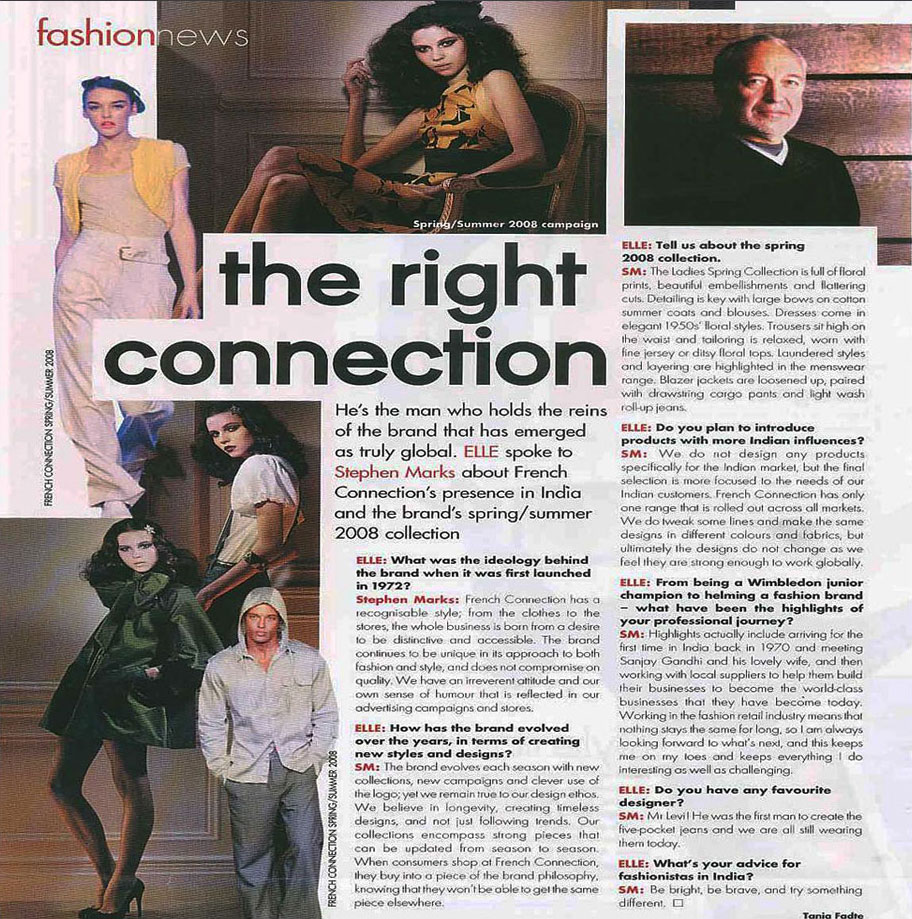 fashionnews
Spring/Summer 2008 campaign
FRENCH CONNECTION SPRING/SUMMER 2008
the right
connection
He's the man who holds the reins
of the brand that has emerged
as truly global. ELLE spoke to
Stephen Marks about French
Connection's presence in India
and the brand's spring/summer
2008 collection
FRENCH CONNECTION SPRING/SUMMER 2008
ELLE: What was the ideology behind
the brand when it was first launched
in 1972?
Stephen Marks: French Connection has a
recognisable style; from the clothes to the
stores, the whole business is born from a desire
to be distinctive and accessible. The brand
continues to be unique in its approach to both
fashion and style, and does not compromise on
quality. We have an irreverent attitude and our
own sense of humour that is reflected in our
advertising campaigns and stores.
ELLE: How has the brand evolved
over the years, in terms of creating
new styles and designs?
SM: The brand evolves each season with new
collections, new campaigns and clever use of
the logo; yet we remain true to our design ethos.
We believe in longevity, creating timeless
designs, and not just following trends. Our
collections encompass strong pieces that
can be updated from season to season.
When consumers shop at French Connection,
they buy into a piece of the brand philosophy,
knowing that they won't be able to get the same
piece elsewhere.
ELLE: Tell us about the spring
2008 collection.
SM: The Ladies Spring Collection is full of floral
prints, beautiful embellishments and flattering
cuts. Detailing is key with large bows on cotton
summer coats and blouses. Dresses come in
elegant 1950s' floral styles. Trousers sit high on
the waist and tailoring is relaxed, worn with
fine jersey or ditsy floral tops. Laundered styles
and layering are highlighted in the menswear
range. Blazer jackets are loosened up, paired
with drawstring cargo pants and light wash
roll-up jeans.
ELLE: Do you plan to introduce
products with more Indian influences?
SM: We do not design any products
specifically for the Indian market, but the final
selection is more focused to the needs of our
Indian customers. French Connection has only
one range that is rolled out across all markets.
We do tweak some lines and make the same
designs in different colours and fabrics, but
ultimately the designs do not change as we
feel they are strong enough to work globally.
ELLE: From being a Wimbledon junior
champion to helming a fashion brand
– what have been the highlights of
your professional journey?
SM: Highlights actually include arriving for the
first time in India back in 1970 and meeting
Sanjay Gandhi and his lovely wife, and then
working with local suppliers to help them build
their businesses to become the world-class
businesses that they have become today.
Working in the fashion retail industry means that
nothing stays the same for long, so I am always
looking forward to what's next, and this keeps
me on my toes and keeps everything I do
interesting as well as challenging.
ELLE: Do you have any favourite
designer?
SM: Mr Levi! He was the first man to create the
five-pocket jeans and we are all still wearing
them today.
ELLE: What's your advice for
fashionistas in India?
SM: Be bright, be brave, and try something
different. □
Tania Fadte